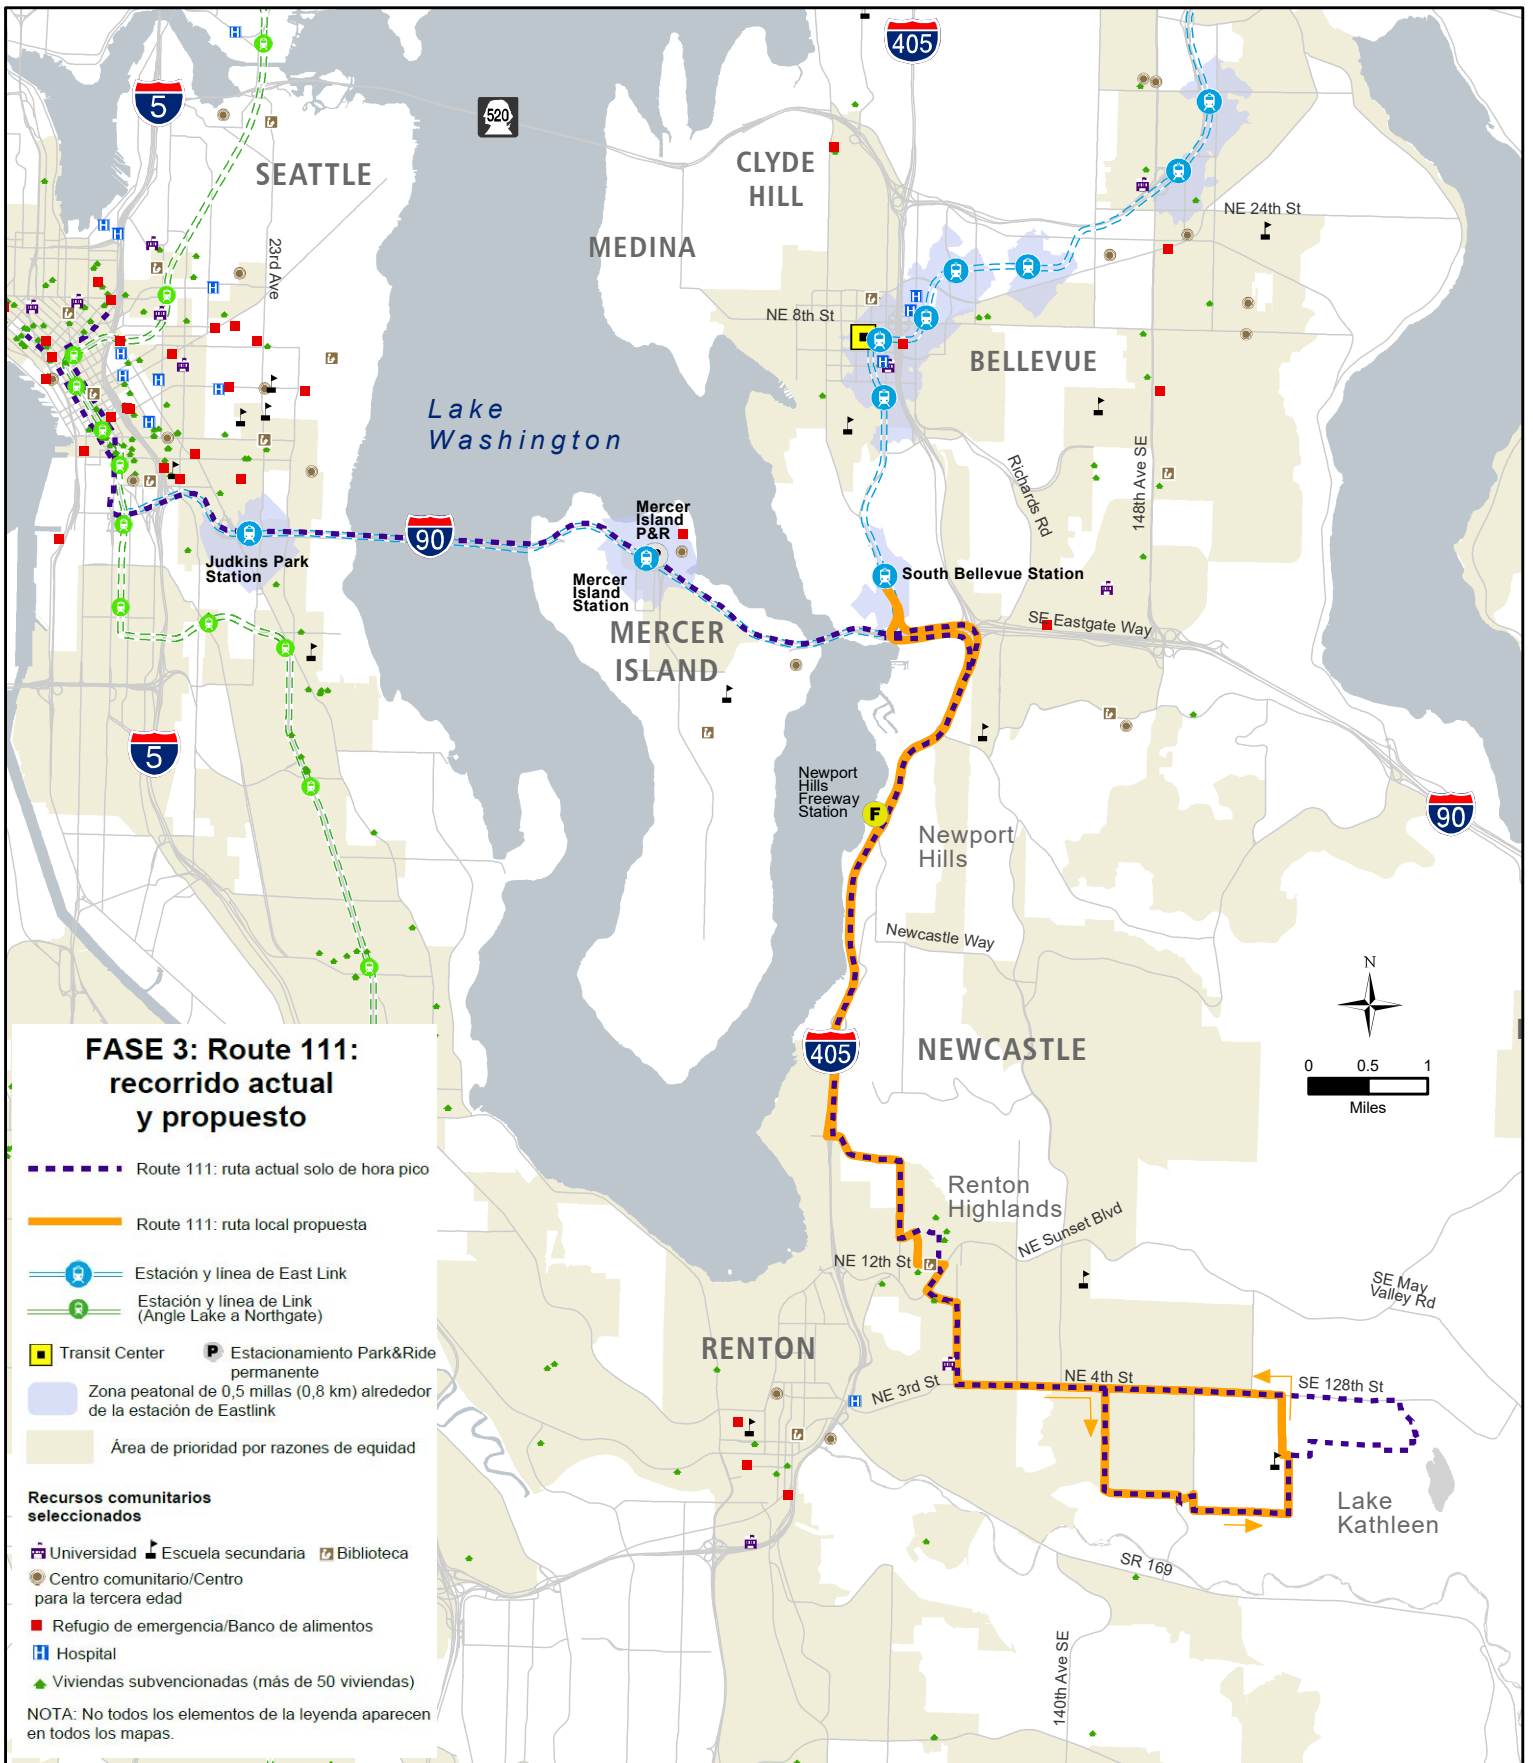 405
5
520
SEATTLE
CLYDE
HILL
MEDINA
NE 24th St
23rd Ave
NE 8th St
BELLEVUE
Lake
Washington
Richards Rd
148th Ave SE
Mercer
Island
P&R
90
Judkins Park
Station
Mercer
Island
Station
South Bellevue Station
SE Eastgate Way
MERCER
ISLAND
5
Newport
Hills
Freeway
Station
F
90
Newport
Hills
Newcastle Way
N
405
NEWCASTLE
0 0.5 1
Miles
Renton
Highlands
NE Sunset Blvd
NE 12th St
SE May
Valley Rd
RENTON
NE 3rd St
NE 4th St
SE 128th St
Lake
Kathleen
SR 169
140th Ave SE
FASE 3: Route 111:
recorrido actual
y propuesto
Route 111: ruta actual solo de hora pico
Route 111: ruta local propuesta
Estación y línea de East Link
Estación y línea de Link
(Angle Lake a Northgate)
Transit Center
P Estacionamiento Park&Ride
permanente
Zona peatonal de 0,5 millas (0,8 km) alrededor
de la estación de Eastlink
Área de prioridad por razones de equidad
Recursos comunitarios
seleccionados
Universidad Escuela secundaria Biblioteca
Centro comunitario/Centro
para la tercera edad
Refugio de emergencia/Banco de alimentos
H Hospital
Viviendas subvencionadas (más de 50 viviendas)
NOTA: No todos los elementos de la leyenda aparecen
en todos los mapas.